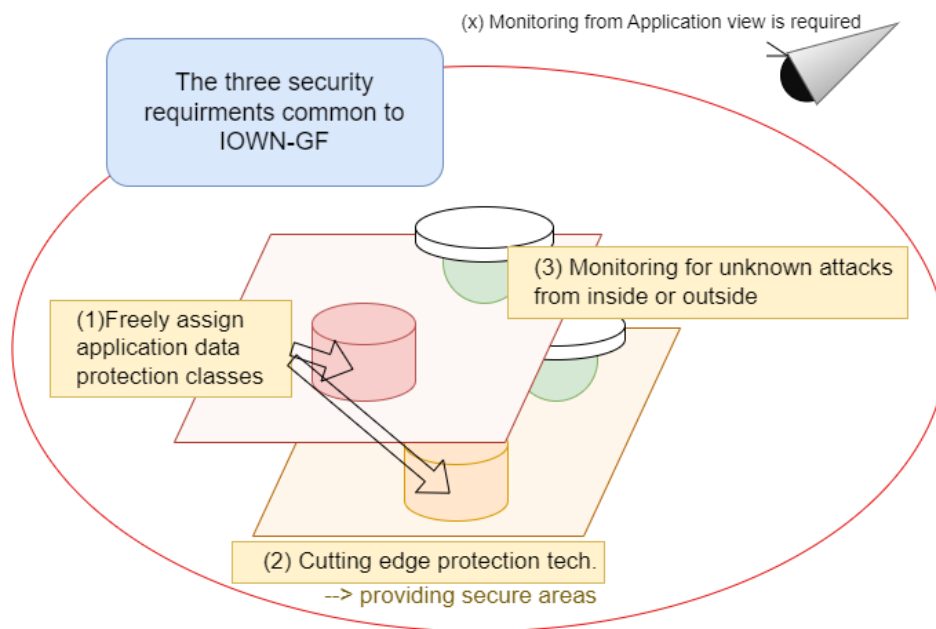 (x) Monitoring from Application view is required
The three security
requirments common to
IOWN-GF
(3) Monitoring for unknown attacks
from inside or outside
(1)Freely assign
application data
protection classes
(2) Cutting edge protection tech.
--> providing secure areas